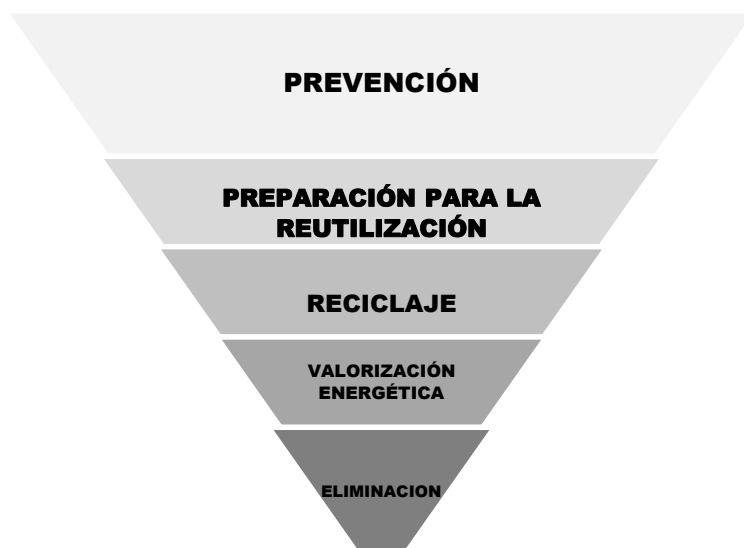 PREVENCIÓN
PREPARACIÓN PARA LA
REUTILIZACIÓN
RECICLAJE
VALORIZACIÓN
ENERGÉTICA
ELIMINACION